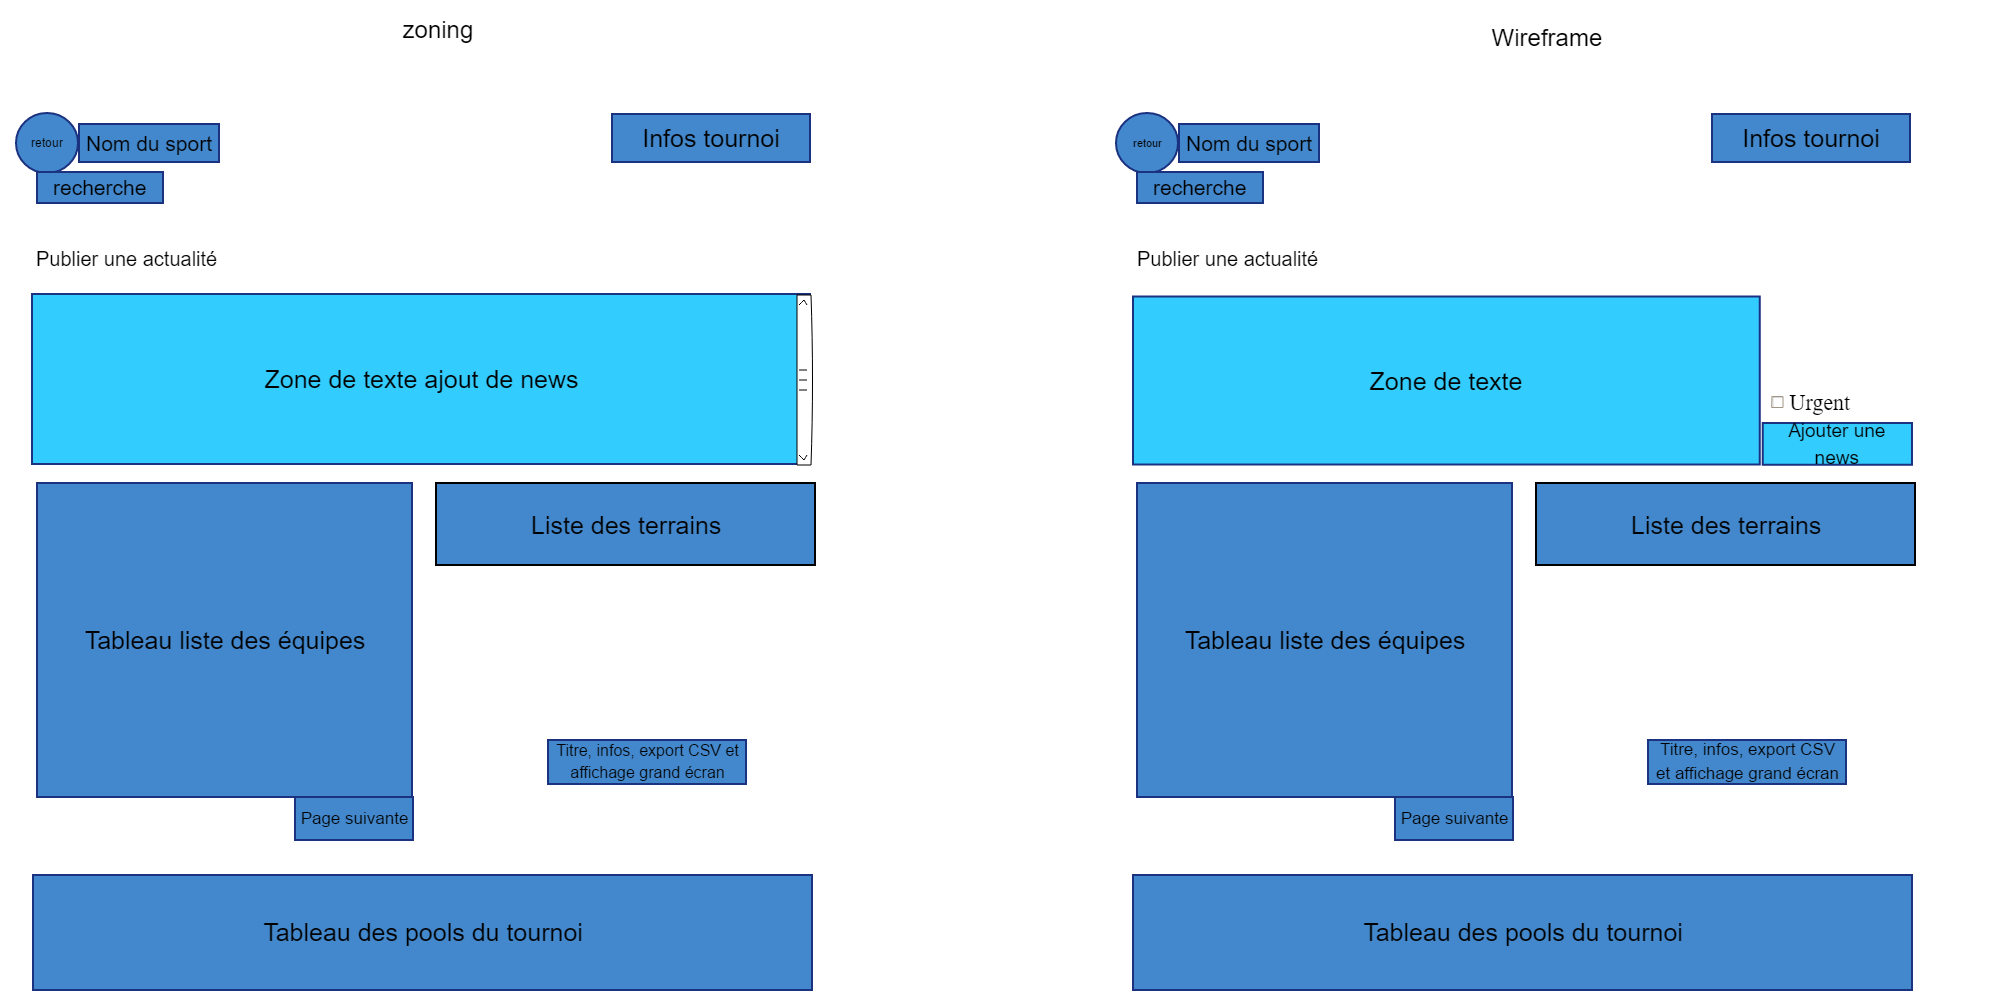 zoning
retour
Nom du sport
Infos tournoi
recherche
Publier une actualité
Zone de texte ajout de news
Tableau liste des équipes
Liste des terrains
Titre, infos, export CSV et
affichage grand écran
Page suivante
Tableau des pools du tournoi
Wireframe
retour
Nom du sport
Infos tournoi
recherche
Publier une actualité
Zone de texte
Urgent
Ajouter une
news
Tableau liste des équipes
Liste des terrains
Titre, infos, export CSV
et affichage grand écran
Page suivante
Tableau des pools du tournoi